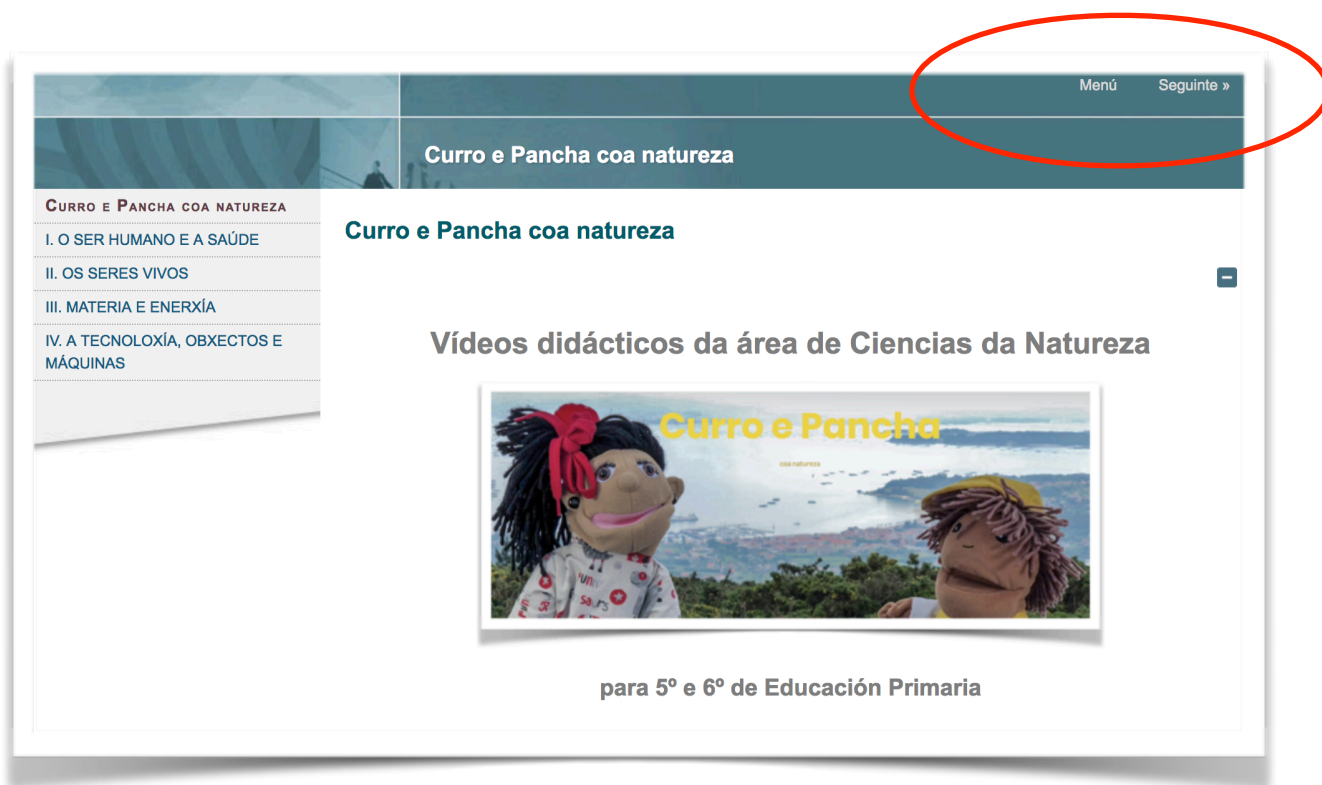 Menú Seguinte »
Curro e Pancha coa natureza
CURRO E PANCHA COA NATUREZA
I. O SER HUMANO E A SAÚDE
II. OS SERES VIVOS
III. MATERIA E ENERXÍA
IV. A TECNOLOXÍA, OBXECTOS E
MÁQUINAS
Curro e Pancha coa natureza
Vídeos didácticos da área de Ciencias da Natureza
Curro e Pancha
coa natureza
para 5º e 6º de Educación Primaria